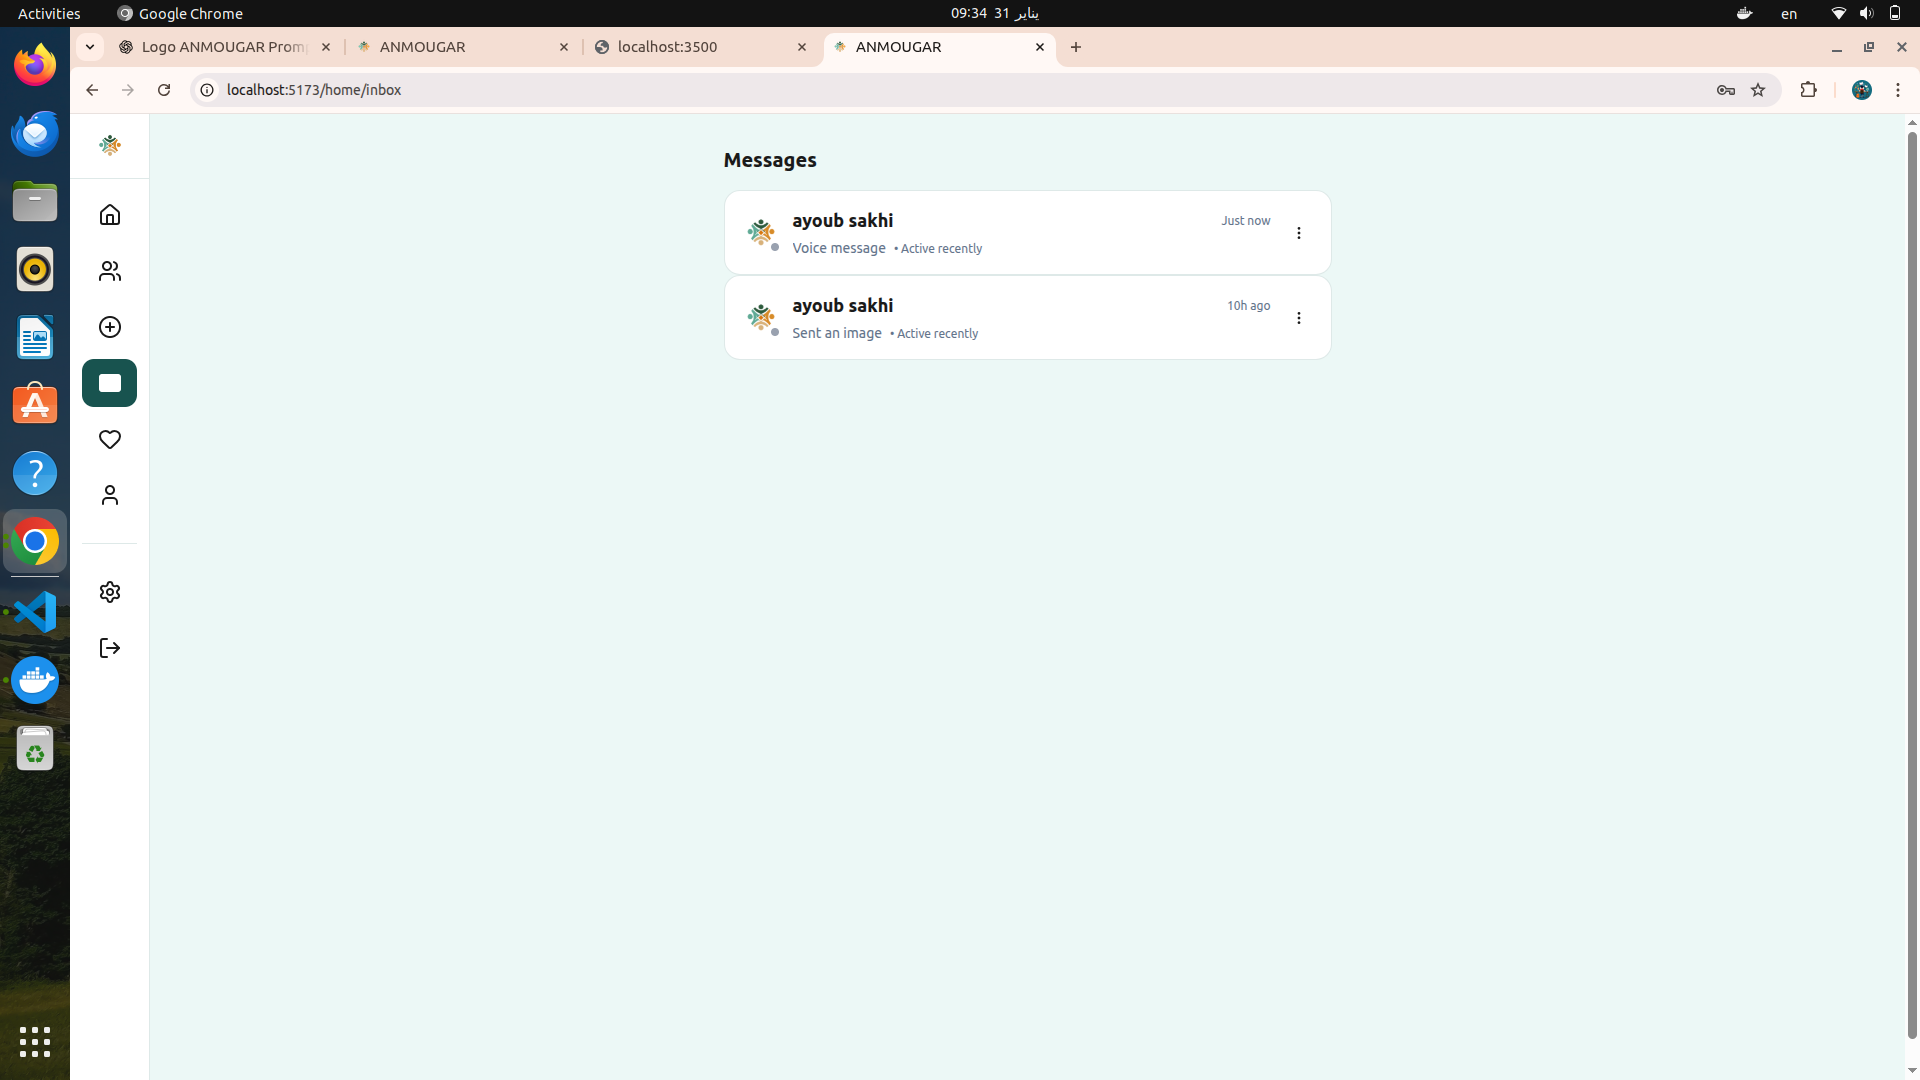 Activities
Google Chrome
09:34 31 يناير
en
Logo ANMOUGAR Prom
ANMOUGAR
localhost:3500
ANMOUGAR
localhost:5173/home/inbox
Messages
ayoub sakhi
Just now
Voice message • Active recently
ayoub sakhi
10h ago
Sent an image • Active recently